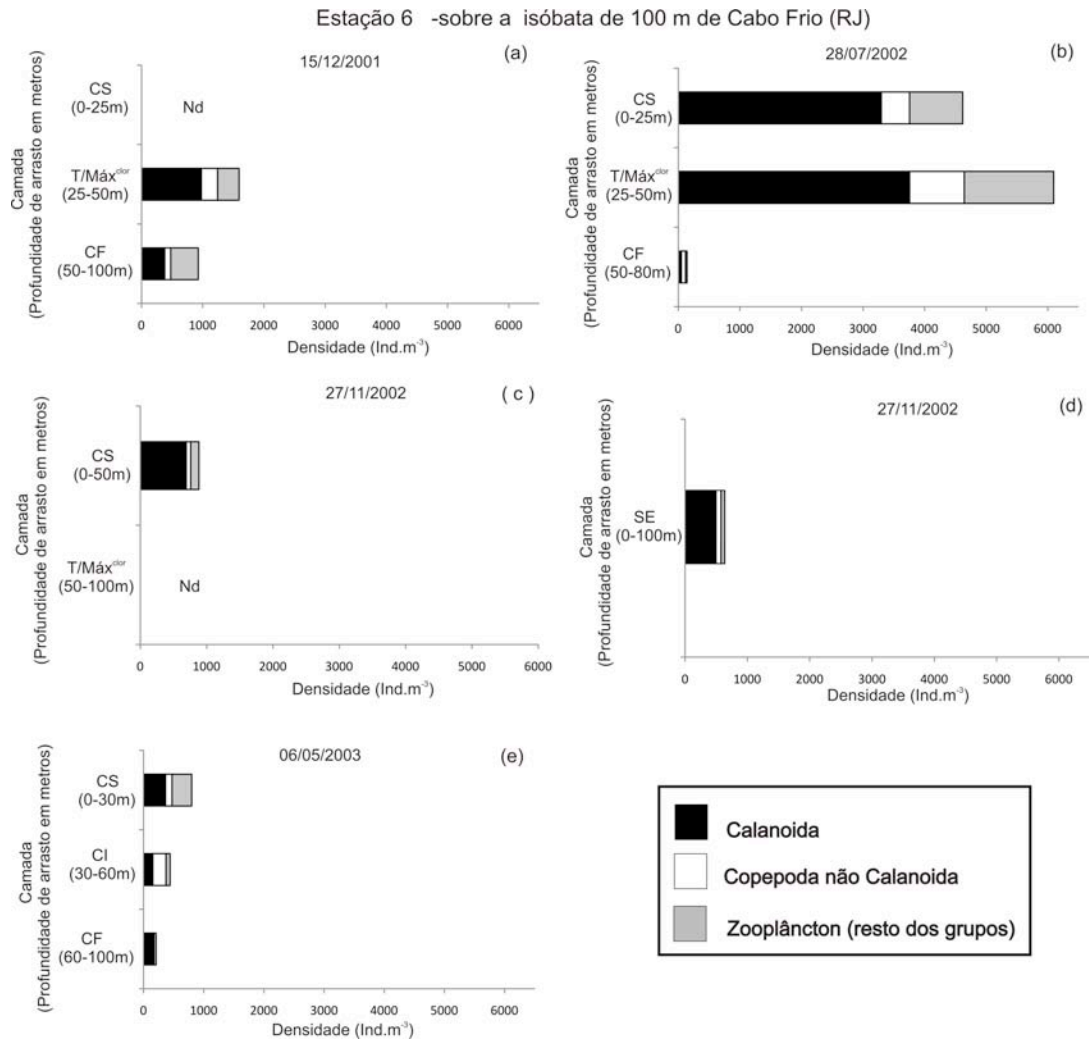 Estação 6 -sobre a isóbata de 100 m de Cabo Frio (RJ)
15/12/2001
(a)
Camada
(Profundidade de arrasto em metros)
CS
(0-25m)
Nd
T/Máx^clor
(25-50m)
CF
(50-100m)
0 1000 2000 3000 4000 5000 6000
Densidade (Ind.m⁻³)
28/07/2002
(b)
Camada
(Profundidade de arrasto em metros)
CS
(0-25m)
T/Máx^clor
(25-50m)
CF
(50-80m)
0 1000 2000 3000 4000 5000 6000
Densidade (Ind.m⁻³)
27/11/2002
( c )
Camada
(Profundidade de arrasto em metros)
CS
(0-50m)
T/Máx^clor
(50-100m)
Nd
0 1000 2000 3000 4000 5000 6000
Densidade (Ind.m⁻³)
27/11/2002
(d)
Camada
(Profundidade de arrasto em metros)
SE
(0-100m)
0 1000 2000 3000 4000 5000 6000
Densidade (Ind.m⁻³)
06/05/2003
(e)
Camada
(Profundidade de arrasto em metros)
CS
(0-30m)
CI
(30-60m)
CF
(60-100m)
0 1000 2000 3000 4000 5000 6000
Densidade (Ind.m⁻³)
Calanoida
Copepoda não Calanoida
Zooplâncton (resto dos grupos)